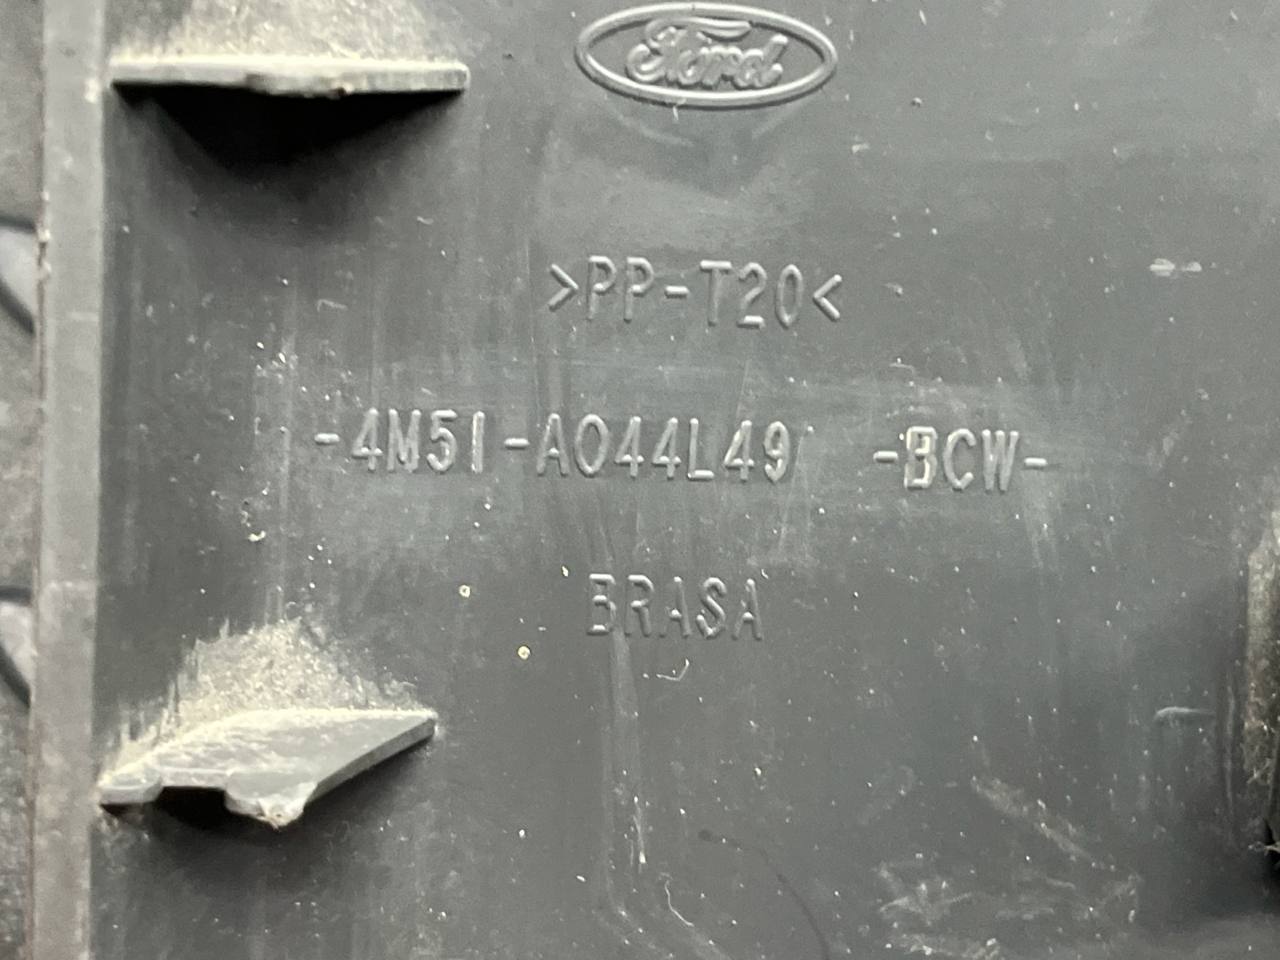 Ford
>PP-T20<
-4M51-A044L49 -BCW-
BRASA